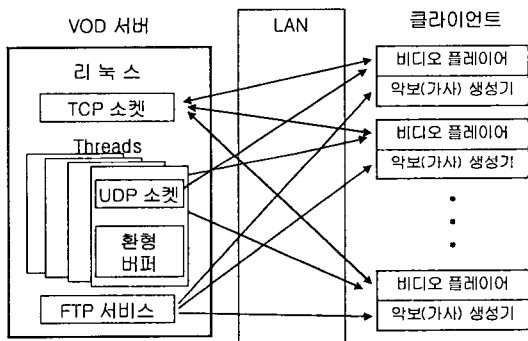 VOD 서버
LAN
클라이언트
리 눅 스
TCP 소켓
Threads
UDP 소켓
환형
버퍼
FTP 서비스
비디오 플레이어
악보(가사) 생성기
비디오 플레이어
악보(가사) 생성기
비디오 플레이어
악보(가사) 생성기